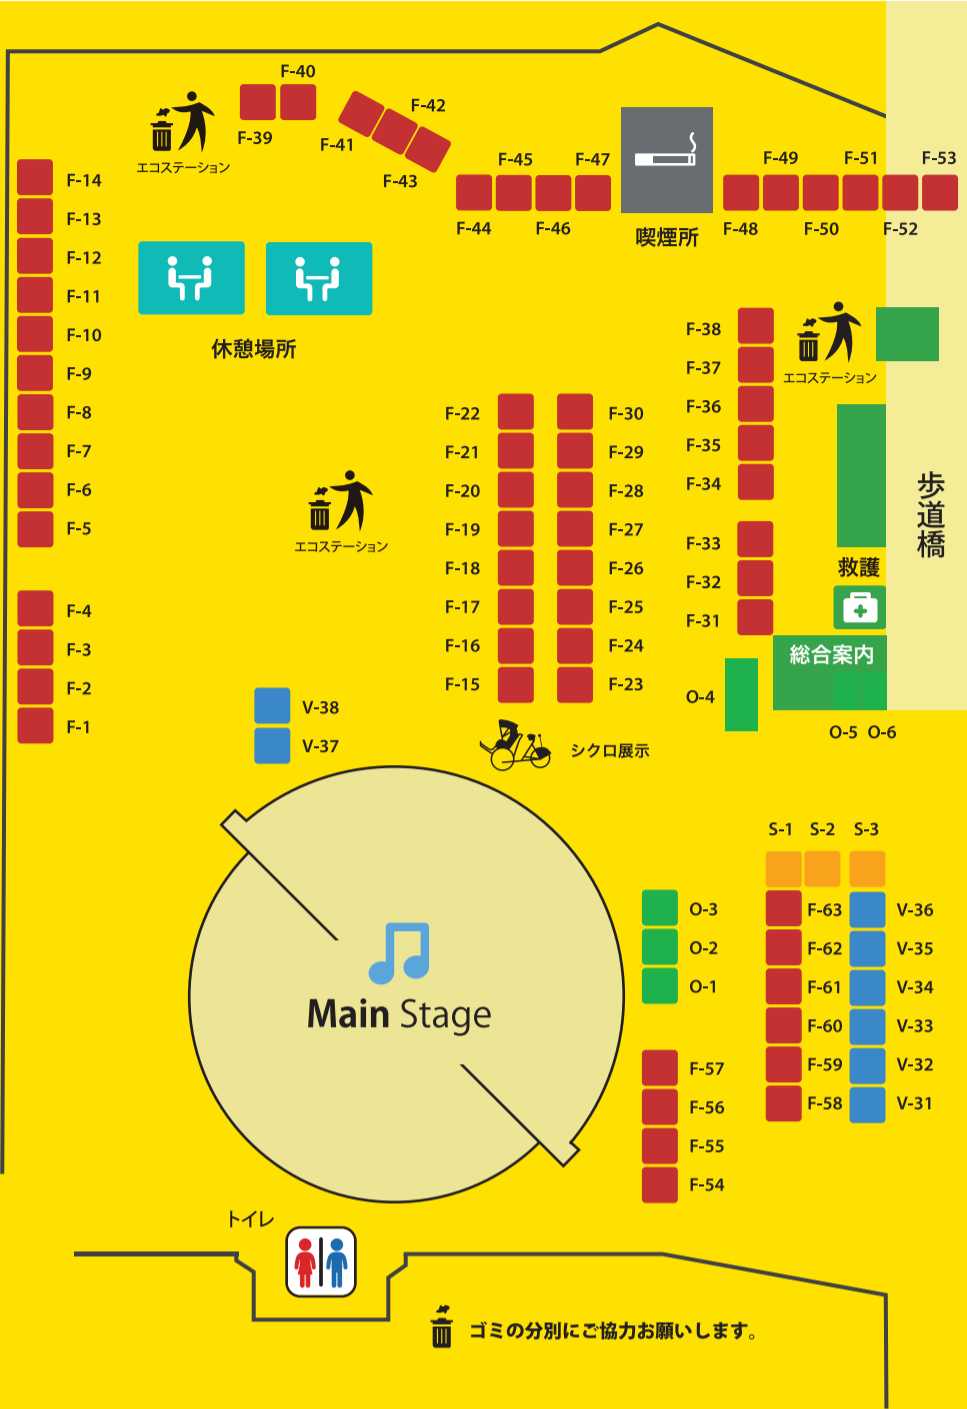 F-40
F-42
F-39
F-41
エコステーション
F-43
F-45
F-47
F-49
F-51
F-53
F-44
F-46
喫煙所
F-48
F-50
F-52
F-14
F-13
F-12
F-11
F-10
F-9
F-8
F-7
F-6
F-5
F-4
F-3
F-2
F-1
休憩場所
エコステーション
F-22
F-21
F-20
F-19
F-18
F-17
F-16
F-15
F-30
F-29
F-28
F-27
F-26
F-25
F-24
F-23
F-38
F-37
F-36
F-35
F-34
F-33
F-32
F-31
エコステーション
歩道橋
救護
総合案内
O-4
O-5
O-6
V-38
V-37
シクロ展示
Main Stage
S-1
S-2
S-3
O-3
O-2
O-1
F-63
F-62
F-61
F-60
F-59
F-58
V-36
V-35
V-34
V-33
V-32
V-31
F-57
F-56
F-55
F-54
トイレ
ゴミの分別にご協力お願いします。